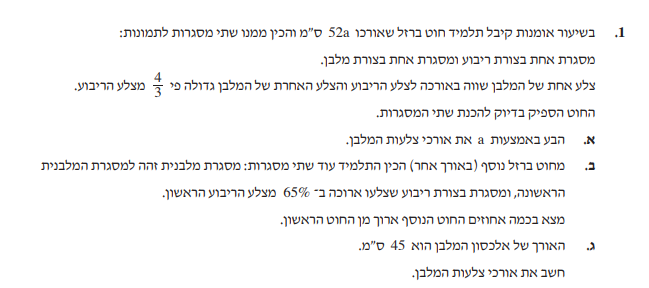 1. בשיעור אומנות קיבל תלמיד חוט ברזל שאורכו 52a ס"מ והכין ממנו שתי מסגרות לתמונות:
מסגרת אחת בצורת ריבוע ומסגרת אחת בצורת מלבן.
צלע אחת של המלבן שווה באורכה לצלע הריבוע והצלע האחרת של המלבן גדולה פי 4/3 מצלע הריבוע.
החוט הספיק בדיוק להכנת שתי המסגרות.
א. הבע באמצעות a את אורכי צלעות המלבן.
ב. מחוט ברזל נוסף (באורך אחר) הכין התלמיד עוד שתי מסגרות: מסגרת מלבנית זהה למסגרת המלבנית
הראשונה, ומסגרת בצורת ריבוע שצלעו ארוכה ב- 65% מצלע הריבוע הראשון.
מצא בכמה אחוזים החוט הנוסף ארוך מן החוט הראשון.
ג. האורך של אלכסון המלבן הוא 45 ס"מ.
חשב את אורכי צלעות המלבן.